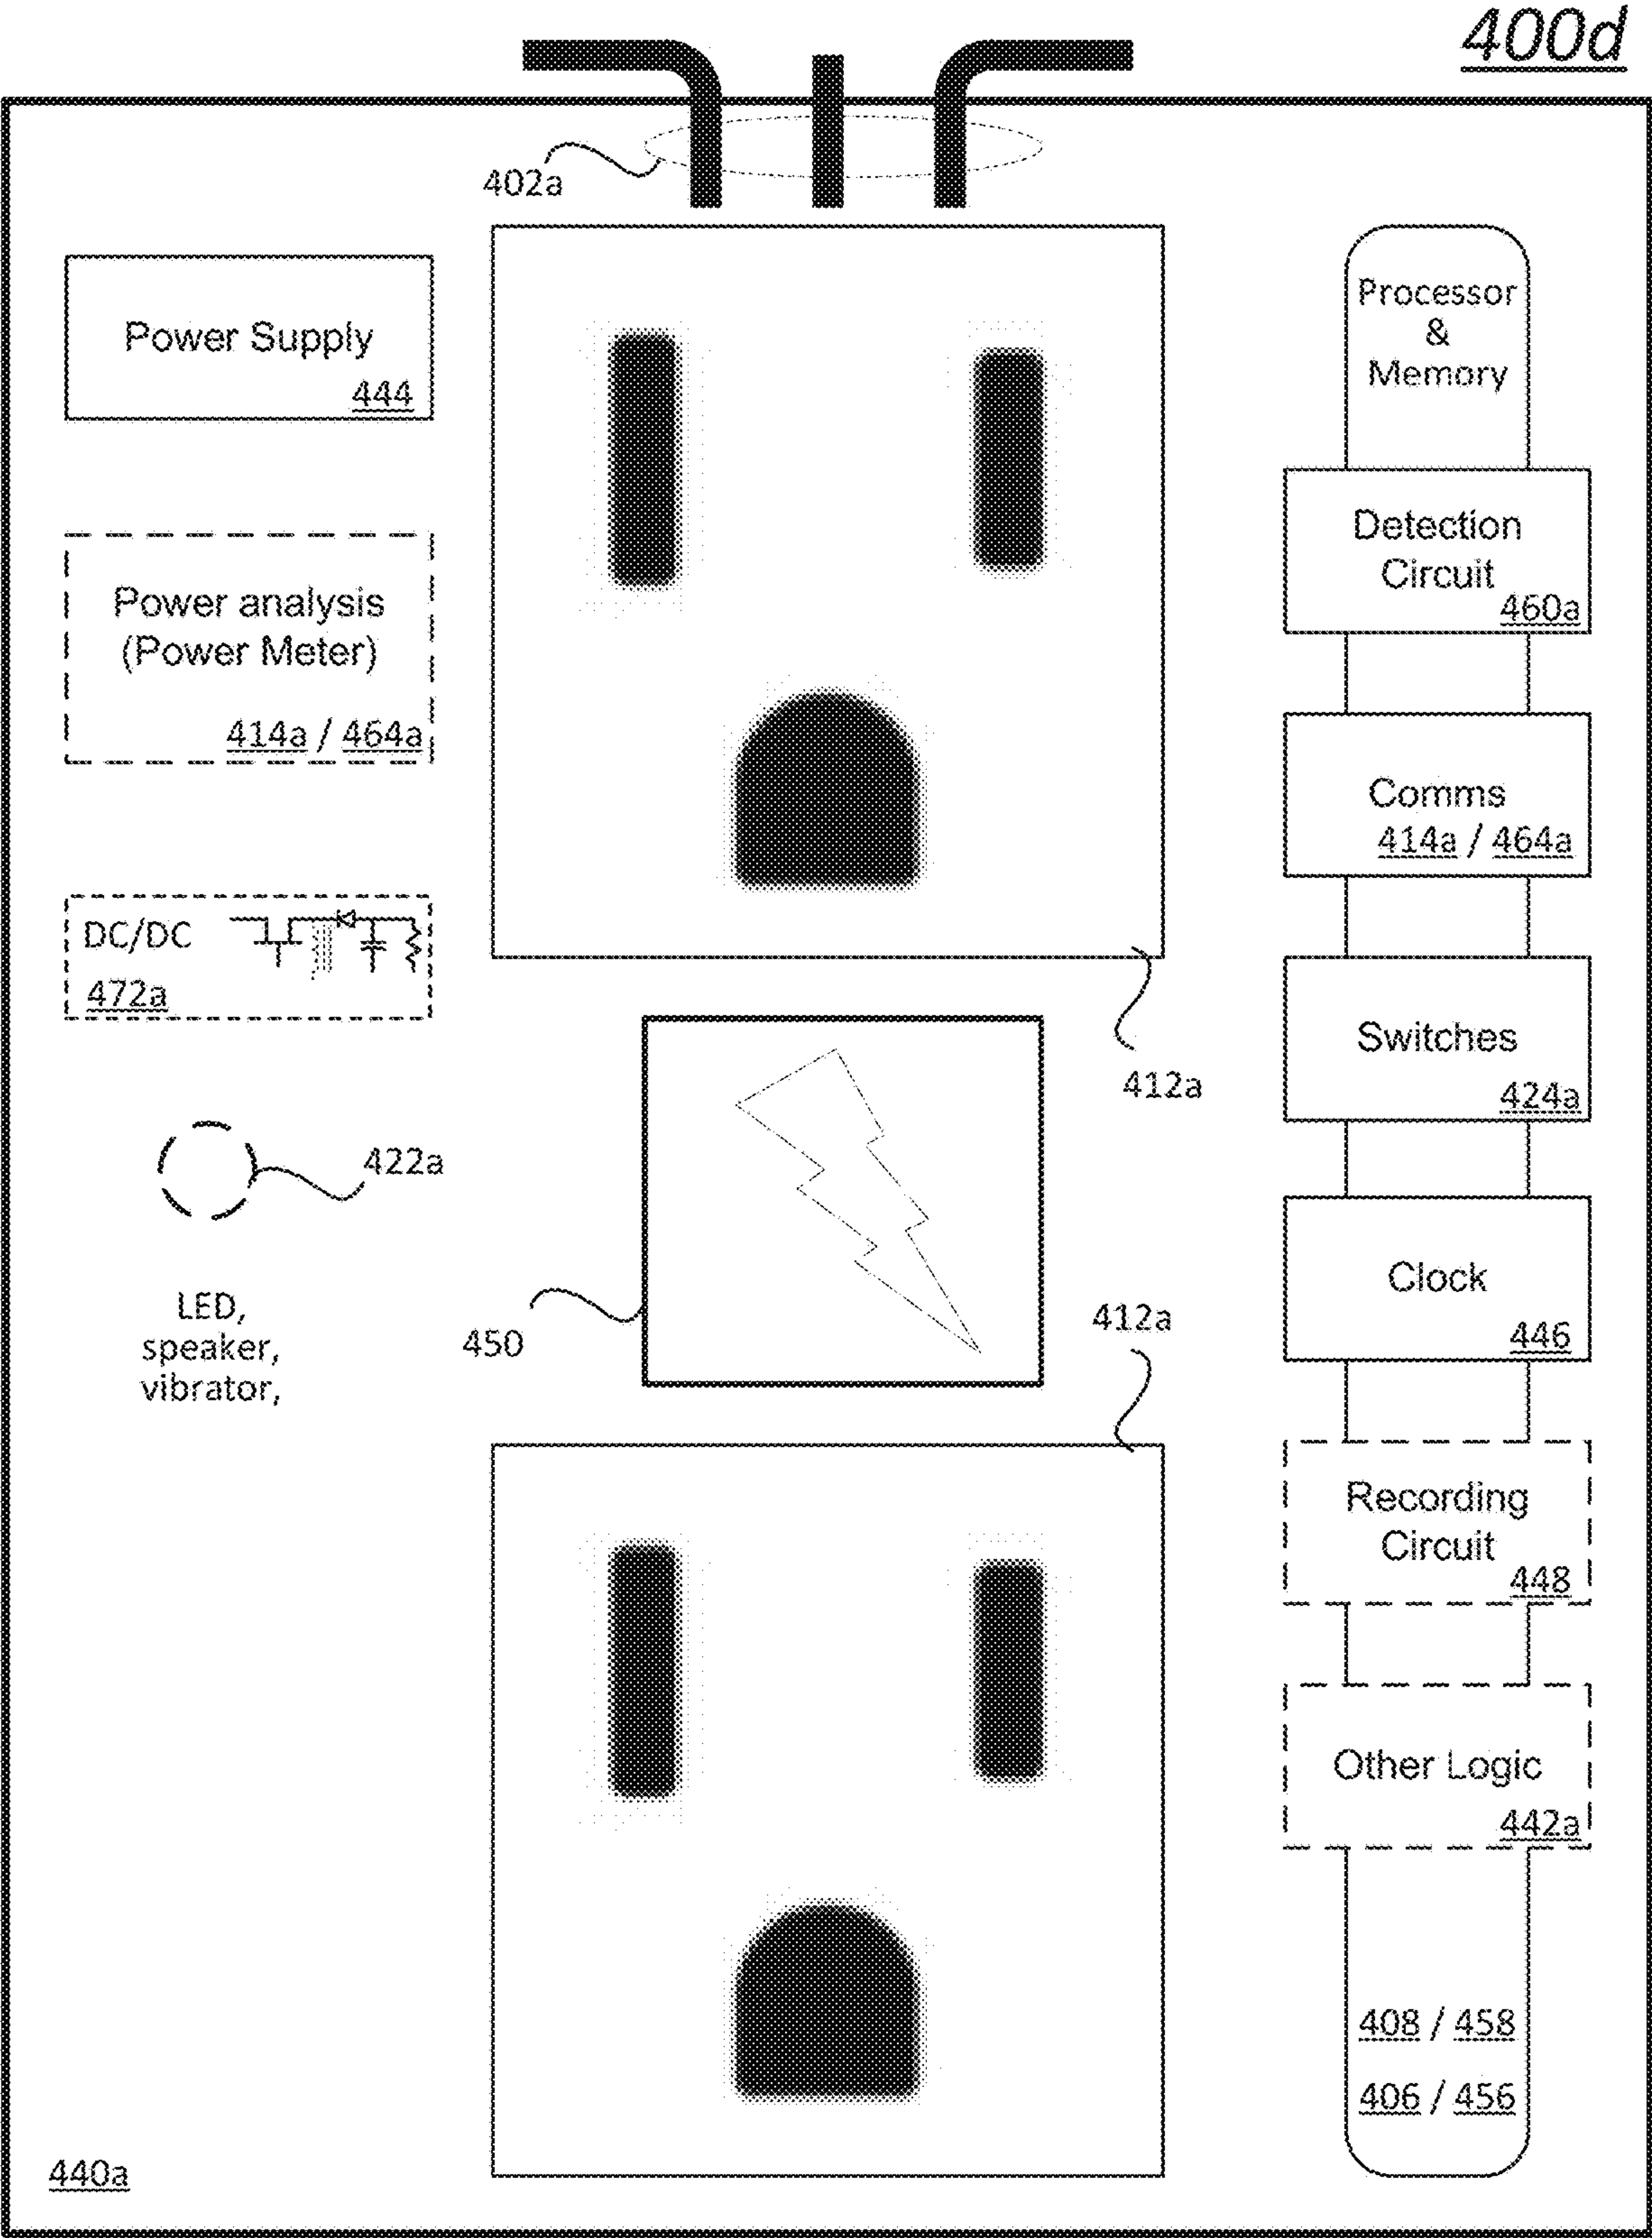 400d
402a
Power Supply
444
Power analysis
(Power Meter)
414a / 464a
DC/DC
472a
422a
LED,
speaker,
vibrator,
412a
450
412a
Processor
&
Memory
Detection
Circuit
460a
Comms
414a / 464a
Switches
424a
Clock
446
Recording
Circuit
448
Other Logic
442a
408 / 458
406 / 456
440a